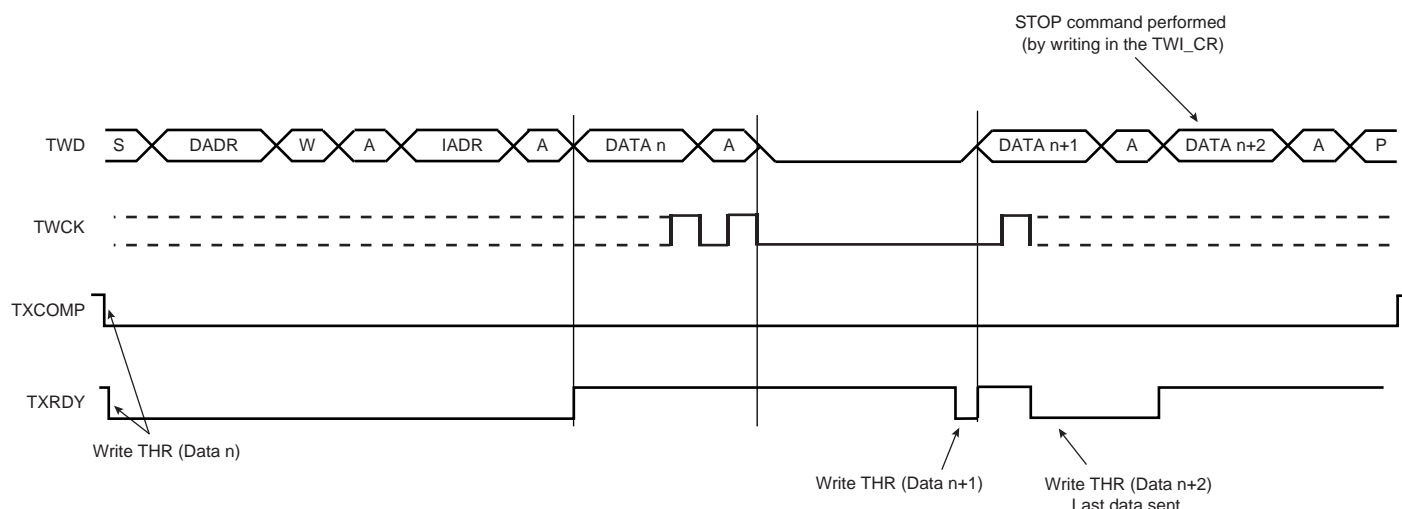 STOP command performed
(by writing in the TWI_CR)
TWD S DADR W A IADR A DATA n A DATA n+1 A DATA n+2 A P
TWCK
TXCOMP
TXRDY
Write THR (Data n)
Write THR (Data n+1)
Write THR (Data n+2)
Last data sent